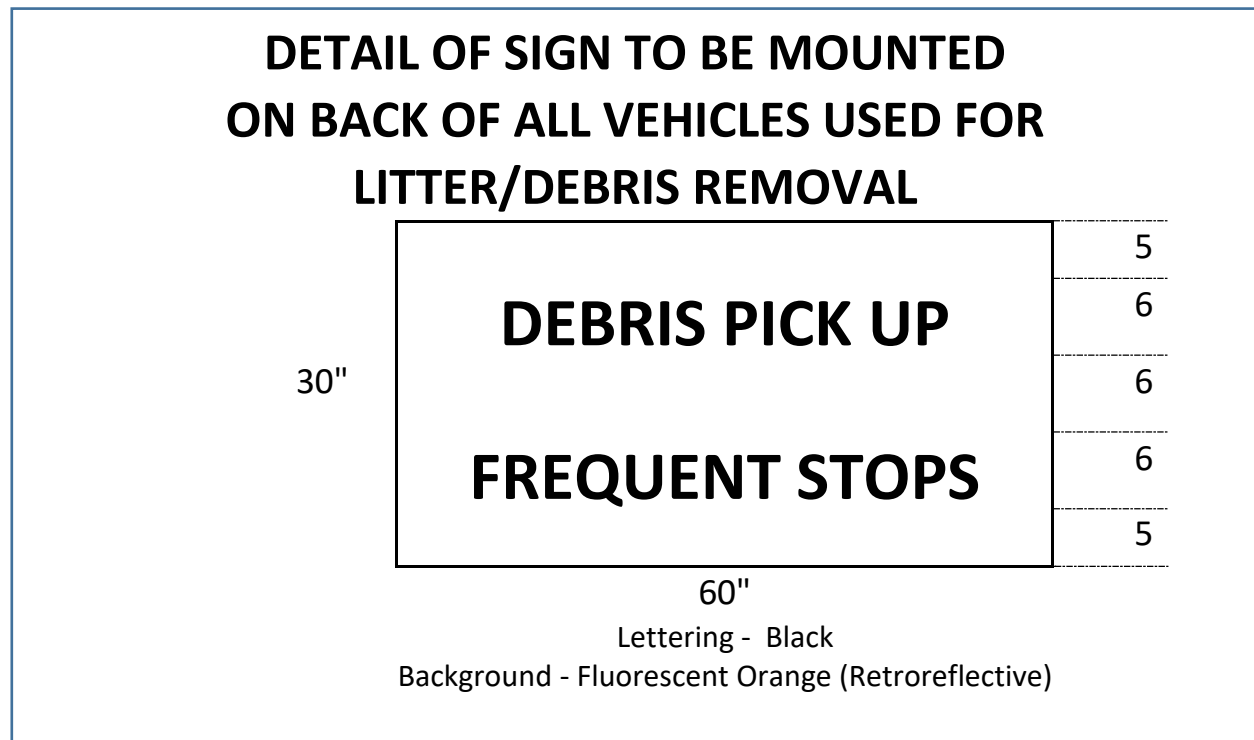 DETAIL OF SIGN TO BE MOUNTED
ON BACK OF ALL VEHICLES USED FOR
LITTER/DEBRIS REMOVAL
5
DEBRIS PICK UP
6
30"
6
FREQUENT STOPS
6
5
60"
Lettering - Black
Background - Fluorescent Orange (Retroreflective)